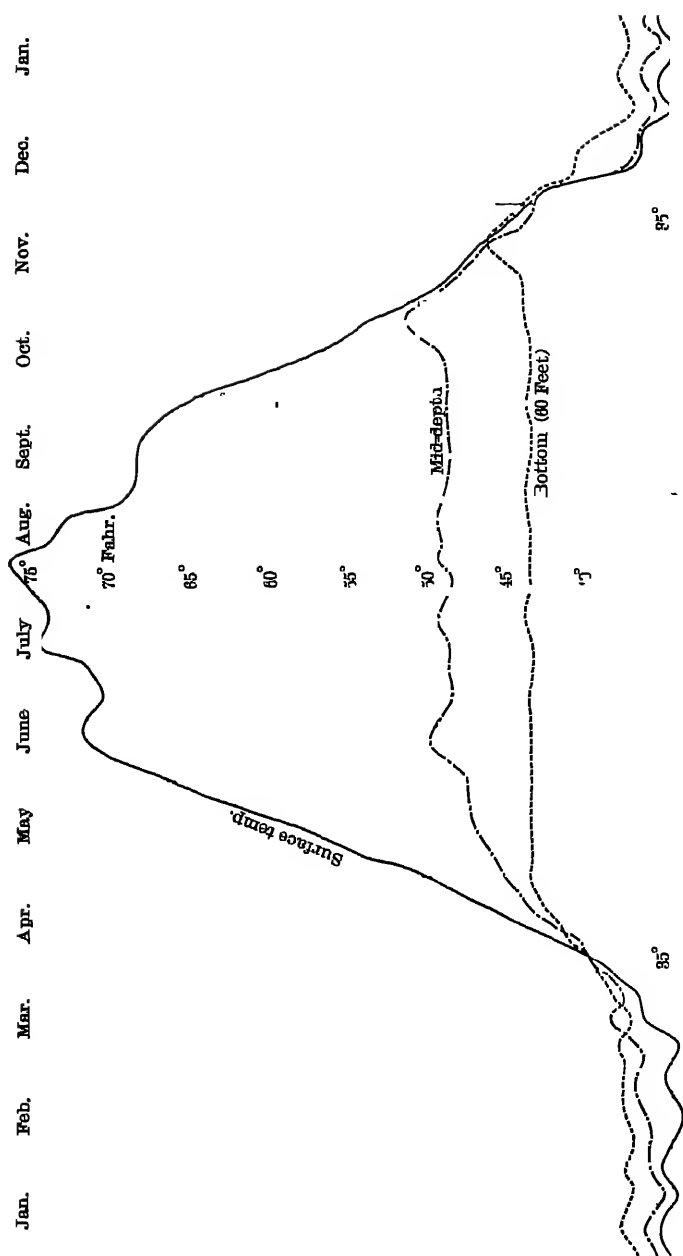 Jan. Feb. Mar. Apr. May June July Aug. Sept. Oct. Nov. Dec. Jan.
75°
70° Fahr.
65°
60°
55°
50°
45°
35°
35°
Surface temp.
Mid-depth
Bottom (60 Feet)